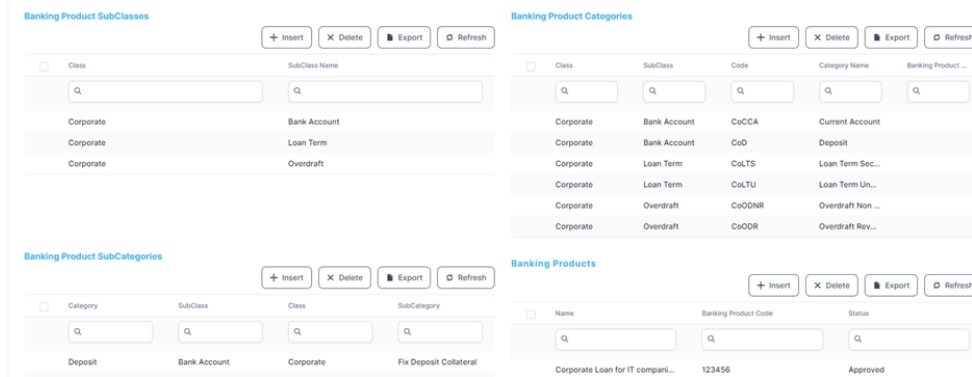 Banking Product SubClasses
Insert Delete Export Refresh
Class SubClass Name
Corporate Bank Account
Corporate Loan Term
Corporate Overdraft
Banking Product Categories
Insert Delete Export Refresh
Class SubClass Code Category Name Banking Product ...
Corporate Bank Account CoCCA Current Account
Corporate Bank Account CoD Deposit
Corporate Loan Term CoLTS Loan Term Sec...
Corporate Loan Term CoLTU Loan Term Un...
Corporate Overdraft CoODNR Overdraft Non ...
Corporate Overdraft CoODR Overdraft Rev...
Banking Product SubCategories
Insert Delete Export Refresh
Category SubClass Class SubCategory
Deposit Bank Account Corporate Fix Deposit Collateral
Banking Products
Insert Delete Export Refresh
Name Banking Product Code Status
Corporate Loan for IT compani... 123456 Approved